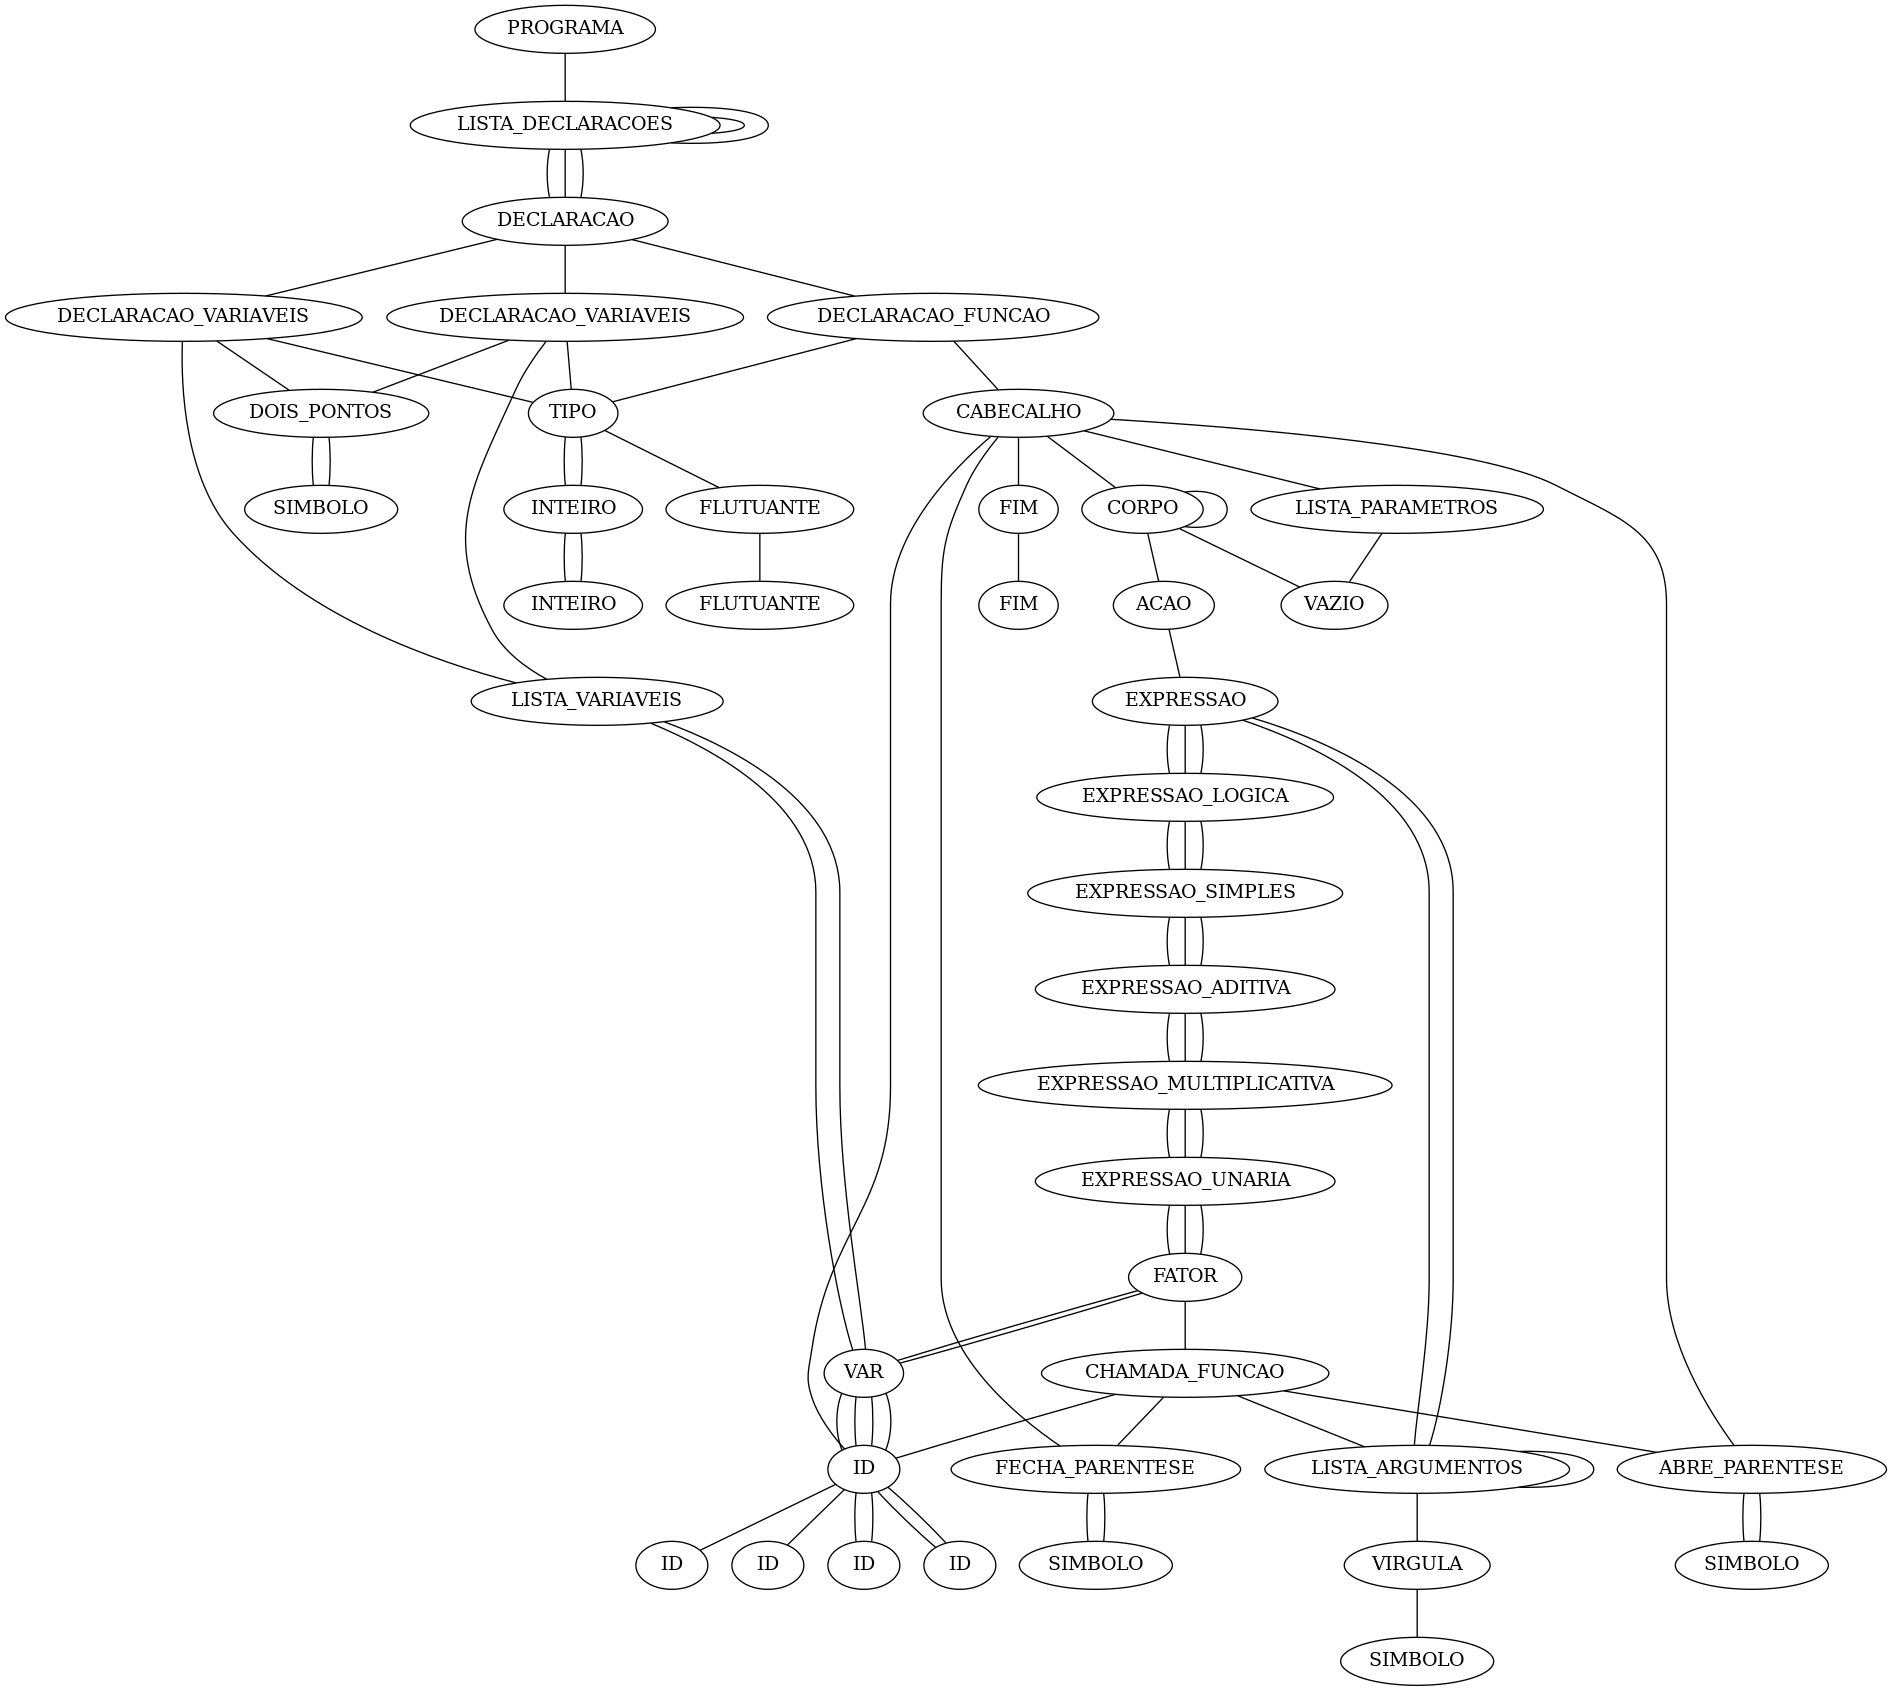 PROGRAMA
LISTA_DECLARACOES
DECLARACAO
DECLARACAO_VARIAVEIS
DECLARACAO_VARIAVEIS
DECLARACAO_FUNCAO
DOIS_PONTOS
TIPO
CABECALHO
SIMBOLO
INTEIRO
FLUTUANTE
FIM
CORPO
LISTA_PARAMETROS
INTEIRO
FLUTUANTE
FIM
ACAO
VAZIO
LISTA_VARIAVEIS
EXPRESSAO
EXPRESSAO_LOGICA
EXPRESSAO_SIMPLES
EXPRESSAO_ADITIVA
EXPRESSAO_MULTIPLICATIVA
EXPRESSAO_UNARIA
FATOR
VAR
CHAMADA_FUNCAO
ID
FECHA_PARENTESE
LISTA_ARGUMENTOS
ABRE_PARENTESE
ID
ID
ID
ID
SIMBOLO
VIRGULA
SIMBOLO
SIMBOLO